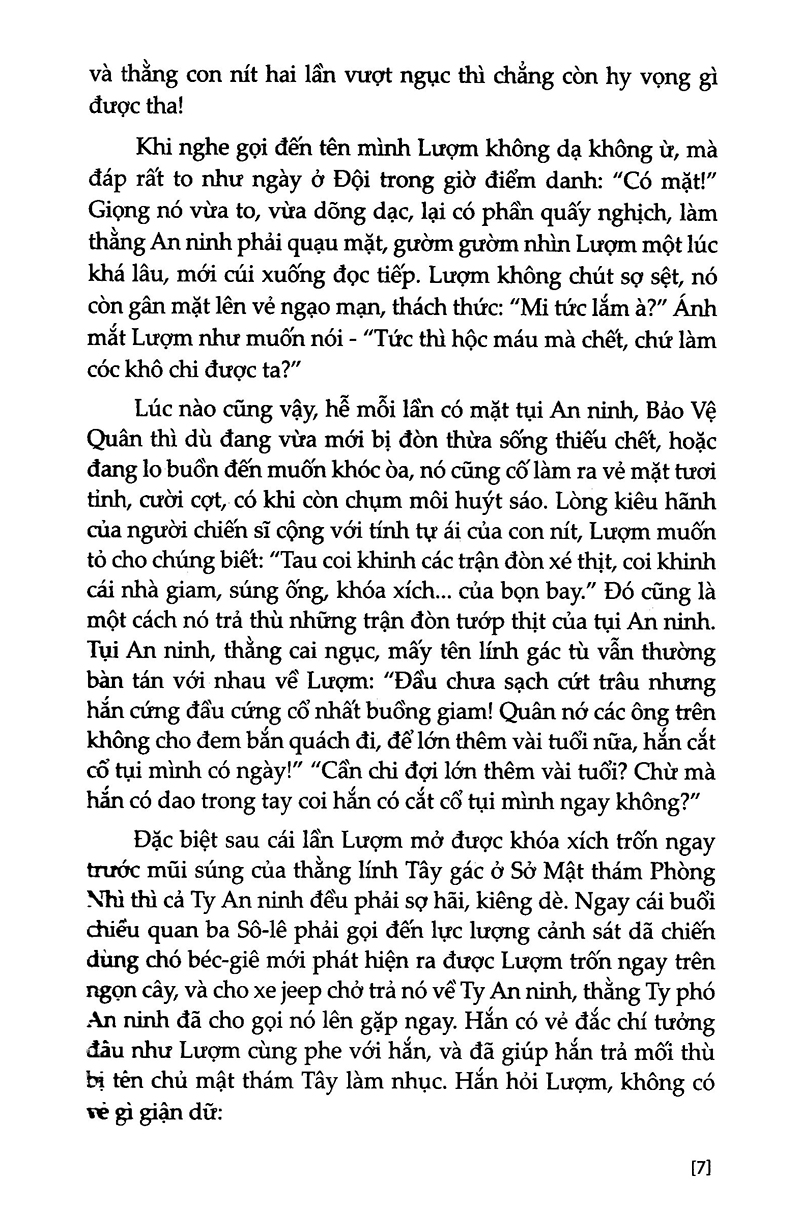 và thằng con nít hai lần vượt ngục thì chẳng còn hy vọng gì
được tha!
Khi nghe gọi đến tên mình Lượm không dạ không ừ, mà
đáp rất to như ngày ở Đội trong giờ điểm danh: “Có mặt!”
Giọng nó vừa to, vừa dõng dạc, lại có phần quấy nghịch, làm
thằng An ninh phải quạu mặt, gườm gườm nhìn Lượm một lúc
khá lâu, mới cúi xuống đọc tiếp. Lượm không chút sợ sệt, nó
còn gân mặt lên vẻ ngạo mạn, thách thức: “Mi tức lắm à?” Ánh
mắt Lượm như muốn nói - “Tức thì hộc máu mà chết, chứ làm
cóc khô chi được ta?”
Lúc nào cũng vậy, hễ mỗi lần có mặt tụi An ninh, Bảo Vệ
Quân thì dù đang vừa mới bị đòn thừa sống thiếu chết, hoặc
đang lo buồn đến muốn khóc òa, nó cũng cố làm ra vẻ mặt tươi
tỉnh, cười cợt, có khi còn chụm môi huýt sáo. Lòng kiêu hãnh
của người chiến sĩ cộng với tính tự ái của con nít, Lượm muốn
tỏ cho chúng biết: “Tau coi khinh các trận đòn xé thịt, coi khinh
cái nhà giam, súng ống, khóa xích... của bọn bay.” Đó cũng là
một cách nó trả thù những trận đòn tướp thịt của tụi An ninh.
Tụi An ninh, thằng cai ngục, mấy tên lính gác tù vẫn thường
bàn tán với nhau về Lượm: “Đầu chưa sạch cứt trâu nhưng
hắn cứng đầu cứng cổ nhất buồng giam! Quân nớ các ông trên
không cho đem bắn quách đi, để lớn thêm vài tuổi nữa, hắn cắt
cổ tụi mình có ngày!” “Cần chi đợi lớn thêm vài tuổi? Chừ mà
hắn có dao trong tay coi hắn có cắt cổ tụi mình ngay không?”
Đặc biệt sau cái lần Lượm mở được khóa xích trốn ngay
trước mũi súng của thằng lính Tây gác ở Sở Mật thám Phòng
Nhì thì cả Ty An ninh đều phải sợ hãi, kiêng dè. Ngay cái buổi
chiều quan ba Sô-lê phải gọi đến lực lượng cảnh sát dã chiến
dùng chó béc-giê mới phát hiện ra được Lượm trốn ngay trên
ngọn cây, và cho xe jeep chở trả nó về Ty An ninh, thằng Ty phó
An ninh đã cho gọi nó lên gặp ngay. Hắn có vẻ đắc chí tưởng
đâu như Lượm cùng phe với hắn, và đã giúp hắn trả mối thù
bị tên chủ mật thám Tây làm nhục. Hắn hỏi Lượm, không có
vẻ gì giận dữ:
[7]